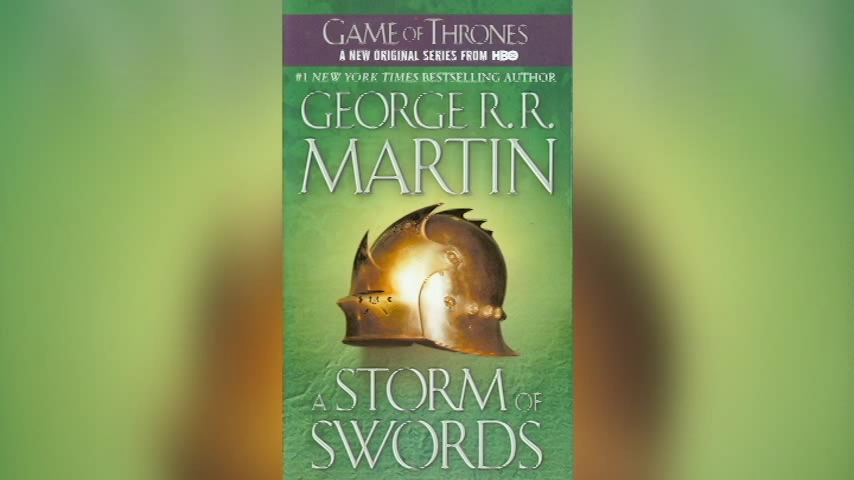 GAME OF THRONES
A NEW ORIGINAL SERIES FROM HBO
#1 NEW YORK TIMES BESTSELLING AUTHOR
GEORGE R. R.
MARTIN
A STORM OF
SWORDS